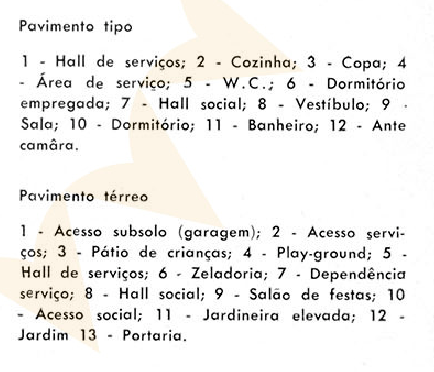 Pavimento tipo
1 - Hall de serviços; 2 - Cozinha; 3 - Copa; 4
- Área de serviço; 5 - W.C.; 6 - Dormitório
empregada; 7 - Hall social; 8 - Vestíbulo; 9 -
Sala; 10 - Dormitório; 11 - Banheiro; 12 - Ante
camâra.
Pavimento térreo
1 - Acesso subsolo (garagem); 2 - Acesso servi-
ços; 3 - Pátio de crianças; 4 - Play-ground; 5 -
Hall de serviços; 6 - Zeladoria; 7 - Dependência
serviço; 8 - Hall social; 9 - Salão de festas; 10
- Acesso social; 11 - Jardineira elevada; 12 -
Jardim 13 - Portaria.